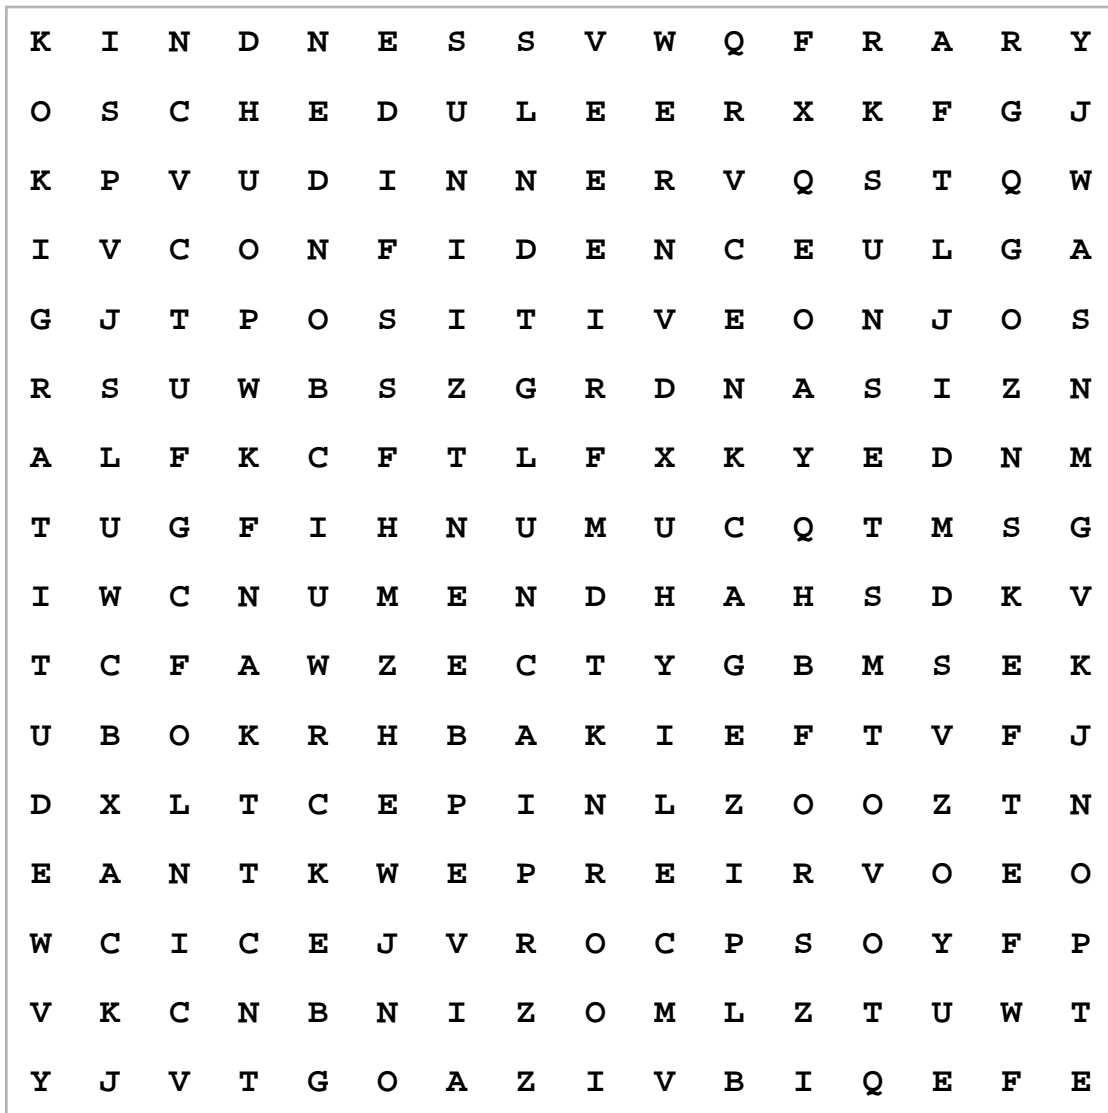 K I N D N E S S V W Q F R A R Y
O S C H E D U L E E R X K F G J
K P V U D I N N E R V Q S T Q W
I V C O N F I D E N C E U L G A
G J T P O S I T I V E O N J O S
R S U W B S Z G R D N A S I Z N
A L F K C F T L F X K Y E D N M
T U G F I H N U M U C Q T M S G
I W C N U M E N D H A H S D K V
T C F A W Z E C T Y G B M S E K
U B O K R H B A K I E F T V F J
D X L T C E P I N L Z O O Z T N
E A N T K W E P R E I R V O E O
W C I C E J V R O C P S O Y F P
V K C N B N I Z O M L Z T U W T
Y J V T G O A Z I V B I Q E F E